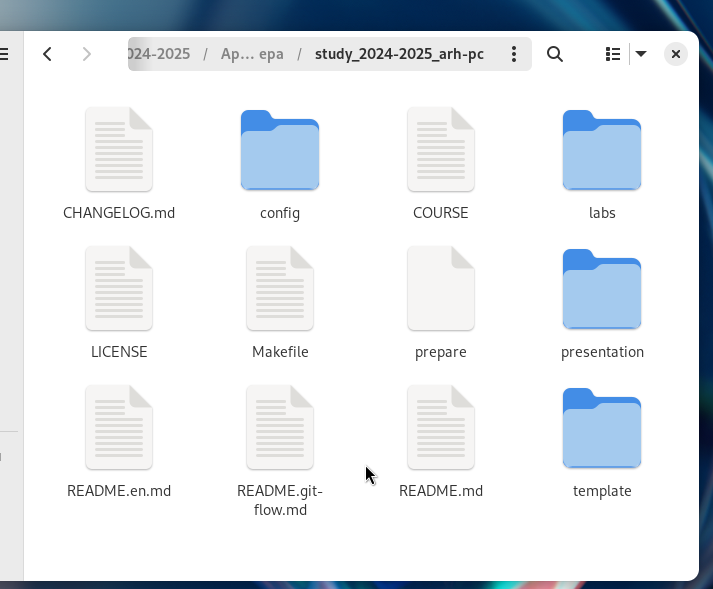 024-2025 / Ap... epa / study_2024-2025_arh-pc
CHANGELOG.md config COURSE labs
LICENSE Makefile prepare presentation
README.en.md README.git-flow.md README.md template